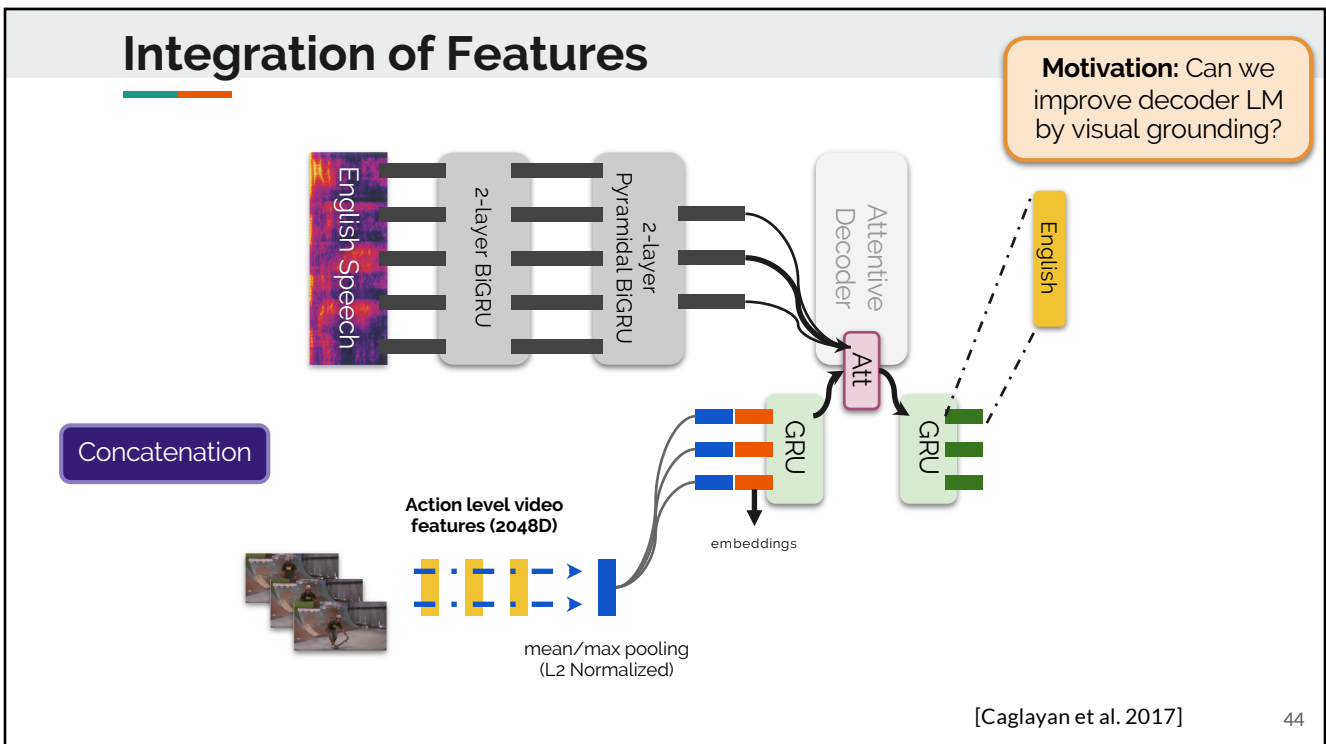 Integration of Features
Motivation: Can we
improve decoder LM
by visual grounding?
English Speech
2-layer BiGRU
2-layer
Pyramidal BiGRU
Attentive
Decoder
Att
English
GRU
GRU
Concatenation
Action level video
features (2048D)
embeddings
mean/max pooling
(L2 Normalized)
[Caglayan et al. 2017]
44